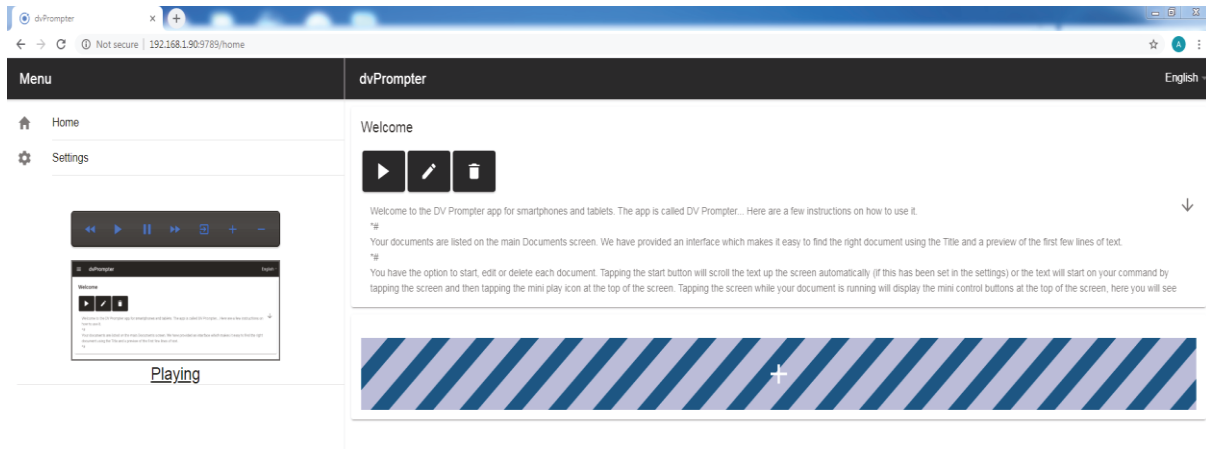 dvPrompter
Not secure | 192.168.1.90:9789/home
A
Menu
dvPrompter
English
Home
Settings
Welcome
Welcome to the DV Prompter app for smartphones and tablets. The app is called DV Prompter... Here are a few instructions on how to use it.
*#
Your documents are listed on the main Documents screen. We have provided an interface which makes it easy to find the right document using the Title and a preview of the first few lines of text.
*#
You have the option to start, edit or delete each document. Tapping the start button will scroll the text up the screen automatically (if this has been set in the settings) or the text will start on your command by
tapping the screen and then tapping the mini play icon at the top of the screen. Tapping the screen while your document is running will display the mini control buttons at the top of the screen, here you will see
dvPrompter
English
Welcome
Playing